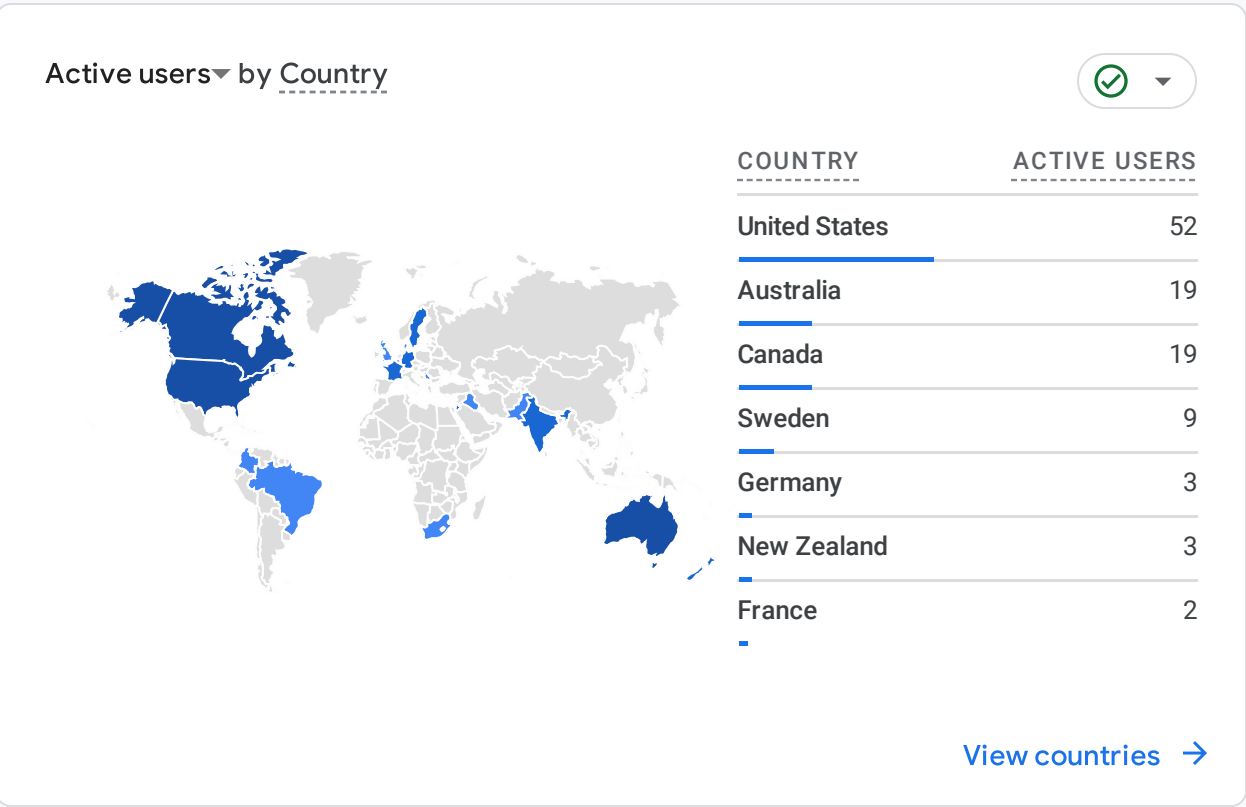 Active users by Country
COUNTRY ACTIVE USERS
United States 52
Australia 19
Canada 19
Sweden 9
Germany 3
New Zealand 3
France 2
View countries